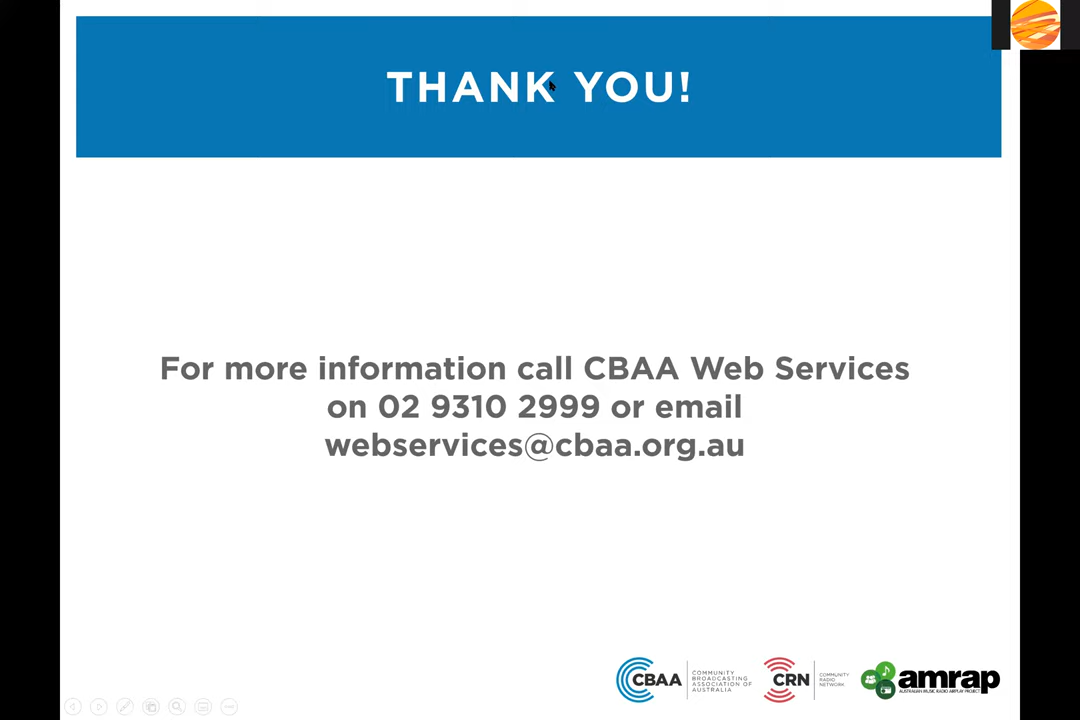 THANK YOU!
For more information call CBAA Web Services
on 02 9310 2999 or email
webservices@cbaa.org.au
CBAA
COMMUNITY
BROADCASTING
ASSOCIATION OF
AUSTRALIA
CRN
COMMUNITY
RADIO
NETWORK
amrap
AUSTRALIAN MUSIC RADIO AIRPLAY PROJECT